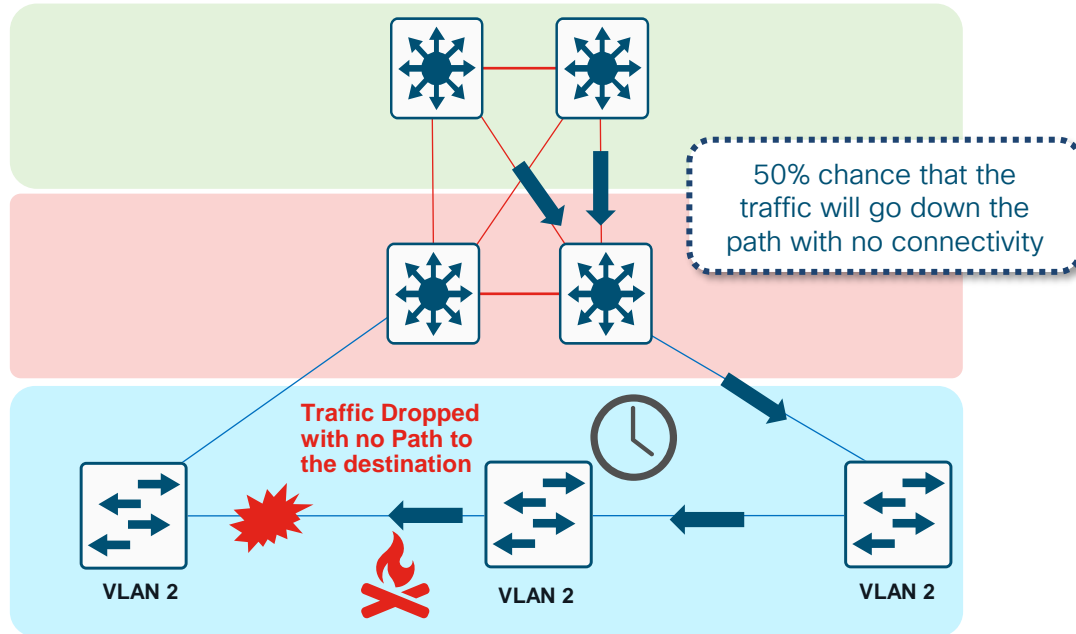 50% chance that the
traffic will go down the
path with no connectivity
Traffic Dropped
with no Path to
the destination
VLAN 2
VLAN 2
VLAN 2